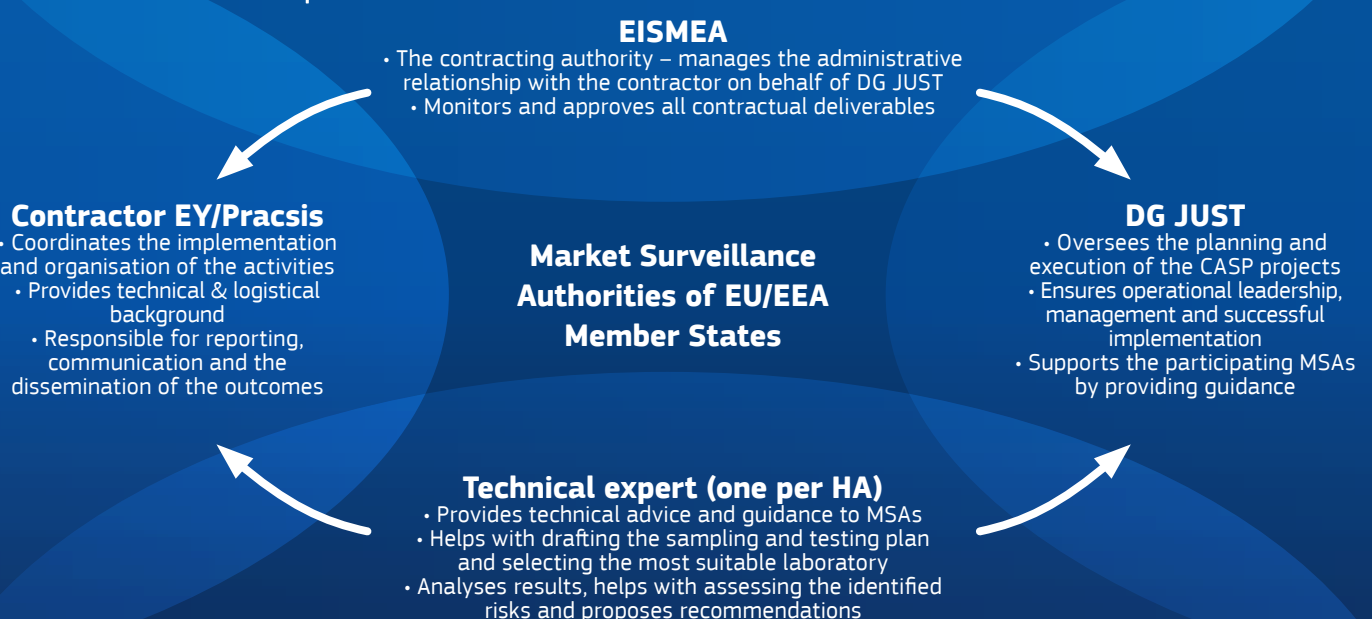 EISMEA
• The contracting authority – manages the administrative
relationship with the contractor on behalf of DG JUST
• Monitors and approves all contractual deliverables
Contractor EY/Pracsis
• Coordinates the implementation
and organisation of the activities
• Provides technical & logistical
background
• Responsible for reporting,
communication and the
dissemination of the outcomes
Market Surveillance
Authorities of EU/EEA
Member States
DG JUST
• Oversees the planning and
execution of the CASP projects
• Ensures operational leadership,
management and successful
implementation
• Supports the participating MSAs
by providing guidance
Technical expert (one per HA)
• Provides technical advice and guidance to MSAs
• Helps with drafting the sampling and testing plan
and selecting the most suitable laboratory
• Analyses results, helps with assessing the identified
risks and proposes recommendations